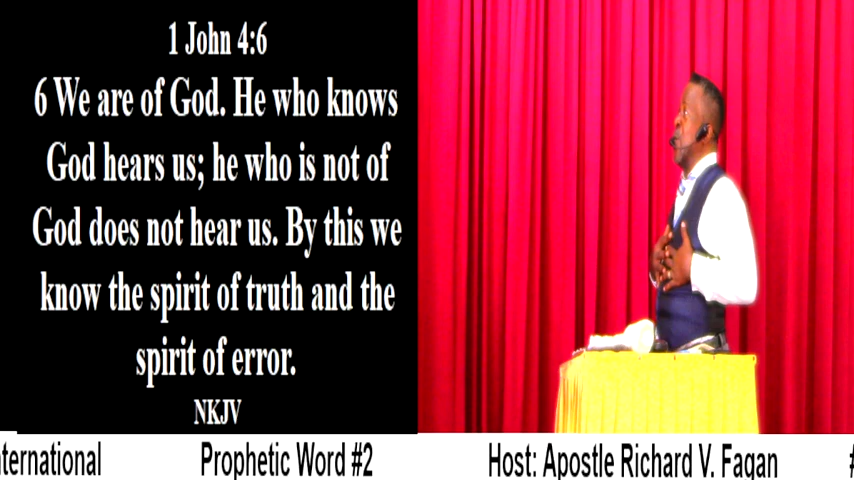 1 John 4:6
6 We are of God. He who knows
God hears us; he who is not of
God does not hear us. By this we
know the spirit of truth and the
spirit of error.
NKJV
Prophetic Word #2 Host: Apostle Richard V. Fagan